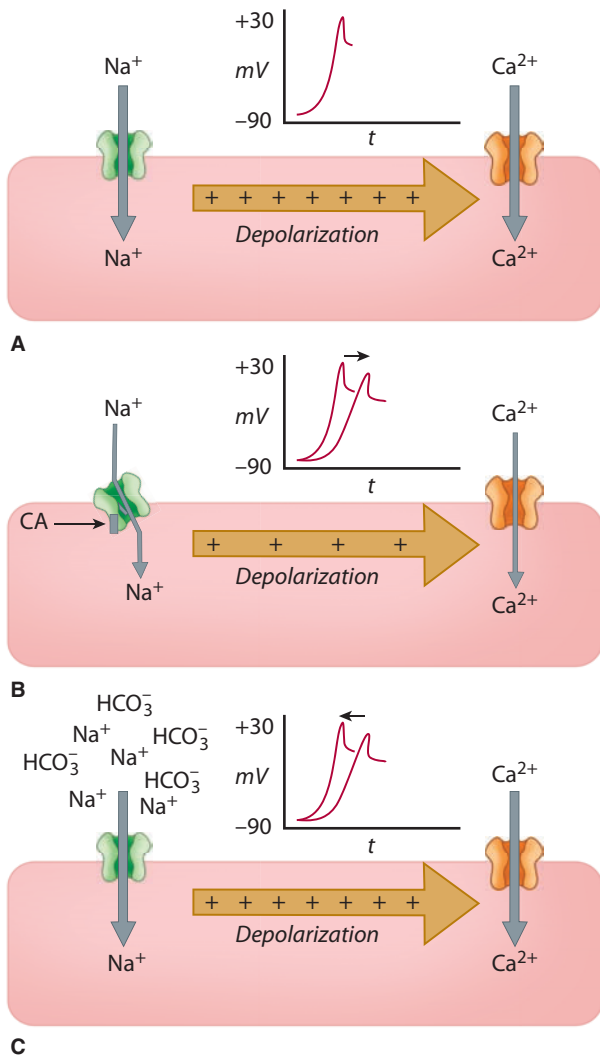 +30
mV
–90
t
Na⁺
Ca²⁺
+ + + + + + +
Depolarization
Na⁺
Ca²⁺
A
+30
mV
–90
t
Na⁺
Ca²⁺
CA
+ + + +
Depolarization
Na⁺
Ca²⁺
B
HCO₃⁻
Na⁺
HCO₃⁻
HCO₃⁻
Na⁺
HCO₃⁻
Na⁺
Na⁺
+30
mV
–90
t
Ca²⁺
+ + + + + + +
Depolarization
Na⁺
Ca²⁺
C